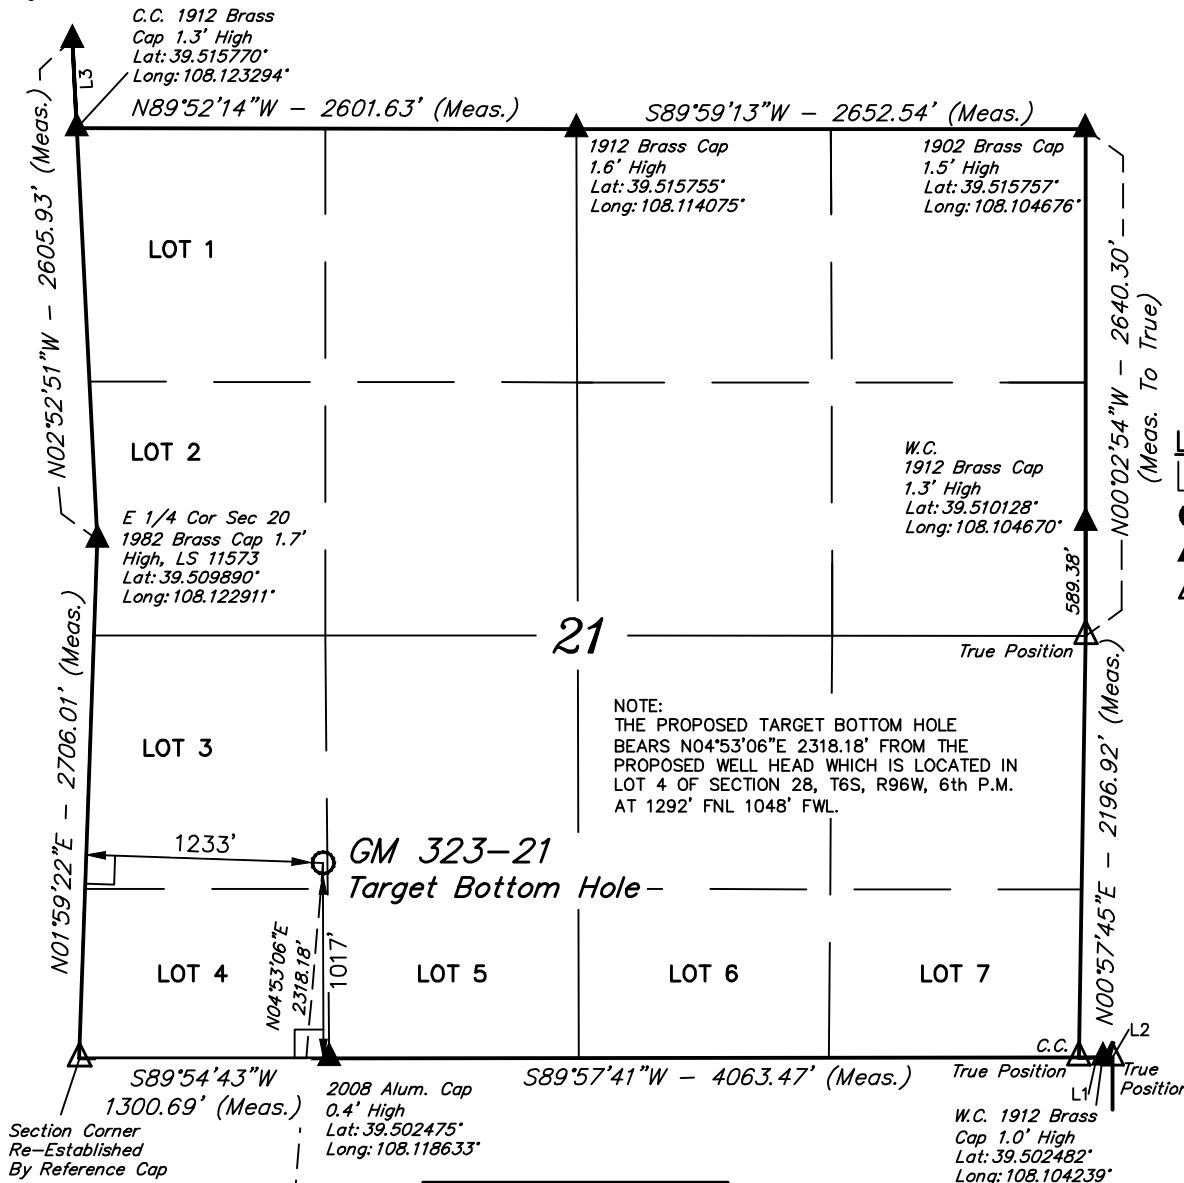 C.C. 1912 Brass
Cap 1.3' High
Lat: 39.515770°
Long: 108.123294°
L3
N89°52'14"W - 2601.63' (Meas.)
S89°59'13"W - 2652.54' (Meas.)
1912 Brass Cap
1.6' High
Lat: 39.515755°
Long: 108.114075°
1902 Brass Cap
1.5' High
Lat: 39.515757°
Long: 108.104676°
N02°52'51"W - 2605.93' (Meas.)
LOT 1
N00°02'54"W - 2640.30'
(Meas. To True)
LOT 2
W.C.
1912 Brass Cap
1.3' High
Lat: 39.510128°
Long: 108.104670°
L
E 1/4 Cor Sec 20
1982 Brass Cap 1.7'
High, LS 11573
Lat: 39.509890°
Long: 108.122911°
589.38'
21
True Position
N01°59'22"E - 2706.01' (Meas.)
NOTE:
THE PROPOSED TARGET BOTTOM HOLE
BEARS N04°53'06"E 2318.18' FROM THE
PROPOSED WELL HEAD WHICH IS LOCATED IN
LOT 4 OF SECTION 28, T6S, R96W, 6th P.M.
AT 1292' FNL 1048' FWL.
LOT 3
N00°57'45"E - 2196.92' (Meas.)
1233'
GM 323-21
Target Bottom Hole
N04°53'06"E
2318.18'
1017'
LOT 4
LOT 5
LOT 6
LOT 7
C.C.
L2
S89°54'43"W
1300.69' (Meas.)
S89°57'41"W - 4063.47' (Meas.)
True Position
L1
True
Position
2008 Alum. Cap
0.4' High
Lat: 39.502475°
Long: 108.118633°
W.C. 1912 Brass
Cap 1.0' High
Lat: 39.502482°
Long: 108.104239°
Section Corner
Re-Established
By Reference Cap